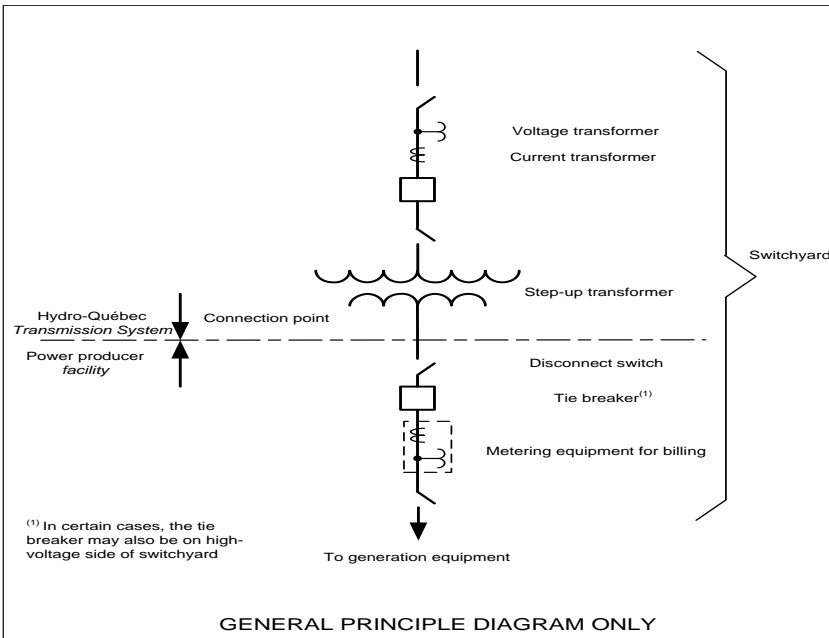 Voltage transformer
Current transformer
Switchyard
Step-up transformer
Hydro-Québec
Transmission System
Connection point
Power producer
facility
Disconnect switch
Tie breaker(1)
Metering equipment for billing
(1) In certain cases, the tie
breaker may also be on high-
voltage side of switchyard
To generation equipment
GENERAL PRINCIPLE DIAGRAM ONLY